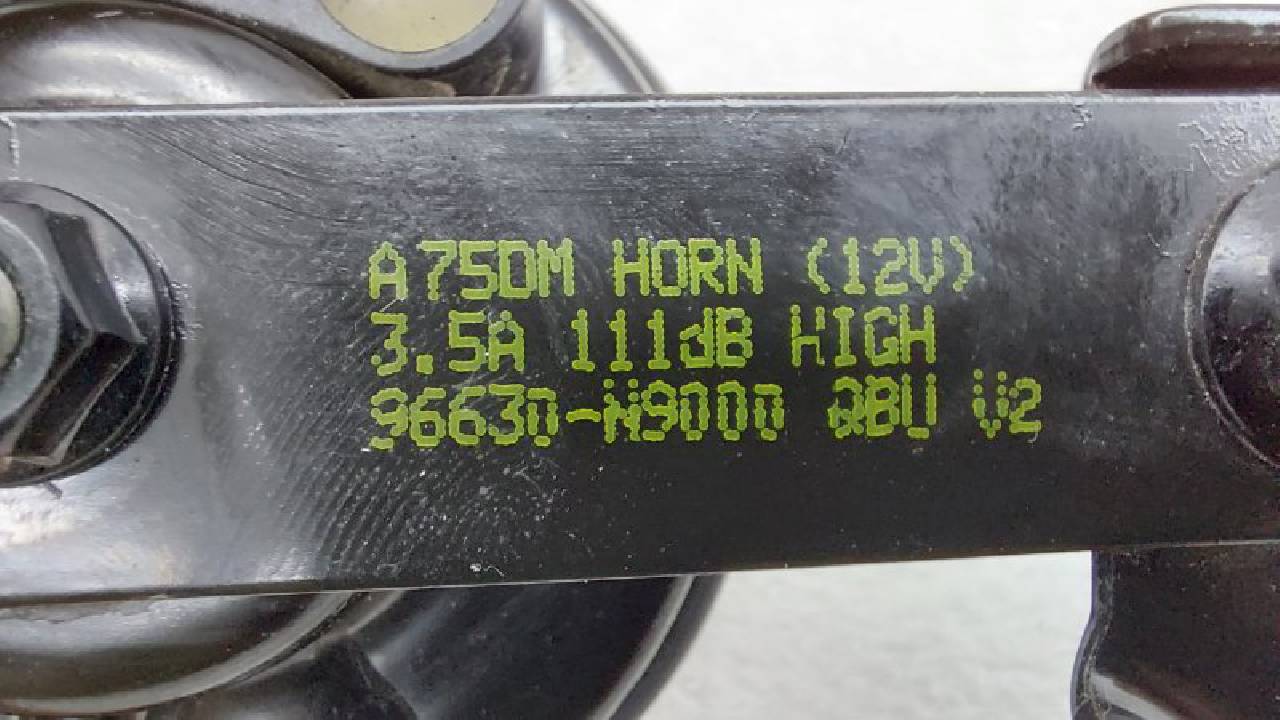 A75DM HORN (12V)
3.5A 111dB HIGH
96630-N9000 QBU V2